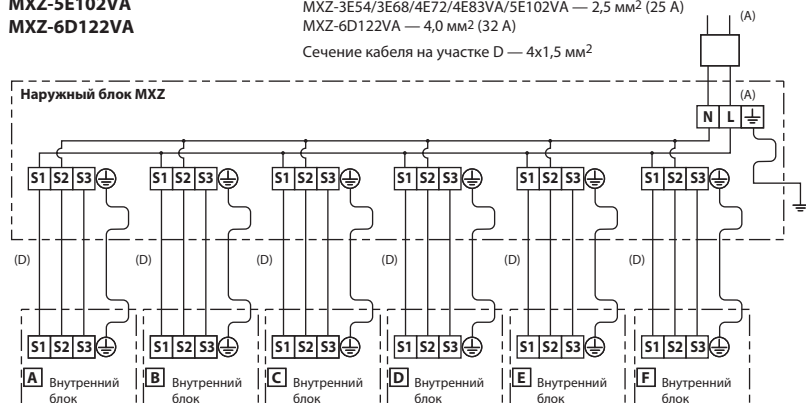 MXZ-5E102VA
MXZ-6D122VA
MXZ-3E54/3E68/4E72/4E83VA/5E102VA — 2,5 мм² (25 А)
MXZ-6D122VA — 4,0 мм² (32 А)
Сечение кабеля на участке D — 4x1,5 мм²
(A)
Наружный блок MXZ
(A)
N L
S1 S2 S3 S1 S2 S3 S1 S2 S3 S1 S2 S3 S1 S2 S3 S1 S2 S3
(D) (D) (D) (D) (D) (D)
S1 S2 S3 S1 S2 S3 S1 S2 S3 S1 S2 S3 S1 S2 S3 S1 S2 S3
A Внутренний блок
B Внутренний блок
C Внутренний блок
D Внутренний блок
E Внутренний блок
F Внутренний блок